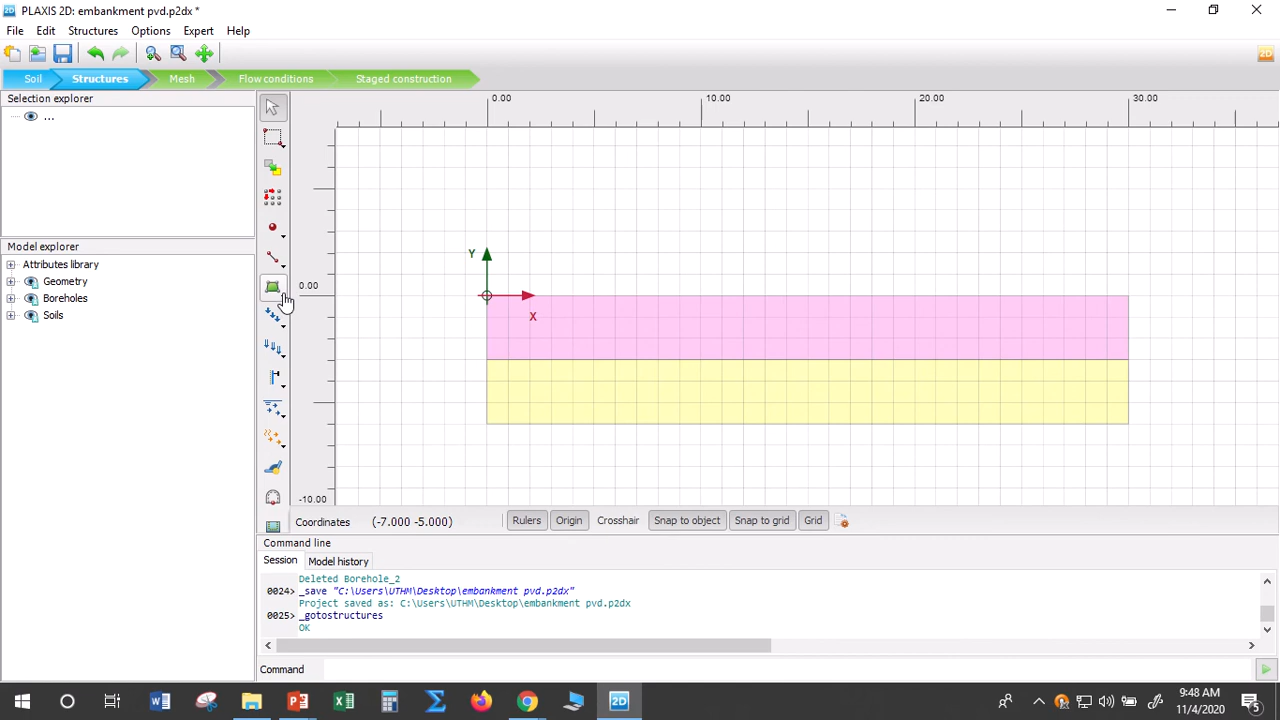 PLAXIS 2D: embankment pvd.p2dx *
File Edit Structures Options Expert Help
2D
Soil Structures Mesh Flow conditions Staged construction
Selection explorer
...
Model explorer
Attributes library
Geometry
Boreholes
Soils
0.00 10.00 20.00 30.00
Y
0.00
X
-10.00
Coordinates (-7.000 -5.000) Rulers Origin Crosshair Snap to object Snap to grid Grid
Command line
Session Model history
Deleted Borehole_2
0024> _save "C:\Users\UTHM\Desktop\embankment pvd.p2dx"
Project saved as: C:\Users\UTHM\Desktop\embankment pvd.p2dx
0025> _gotostructures
OK
Command
2D
9:48 AM
11/4/2020
5